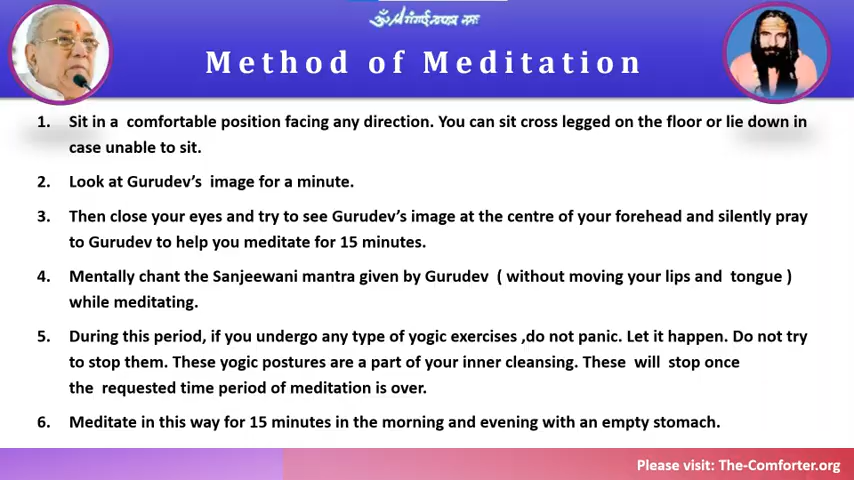 Method of Meditation
1. Sit in a comfortable position facing any direction. You can sit cross legged on the floor or lie down in
case unable to sit.
2. Look at Gurudev’s image for a minute.
3. Then close your eyes and try to see Gurudev’s image at the centre of your forehead and silently pray
to Gurudev to help you meditate for 15 minutes.
4. Mentally chant the Sanjeewani mantra given by Gurudev ( without moving your lips and tongue )
while meditating.
5. During this period, if you undergo any type of yogic exercises ,do not panic. Let it happen. Do not try
to stop them. These yogic postures are a part of your inner cleansing. These will stop once
the requested time period of meditation is over.
6. Meditate in this way for 15 minutes in the morning and evening with an empty stomach.
Please visit: The-Comforter.org